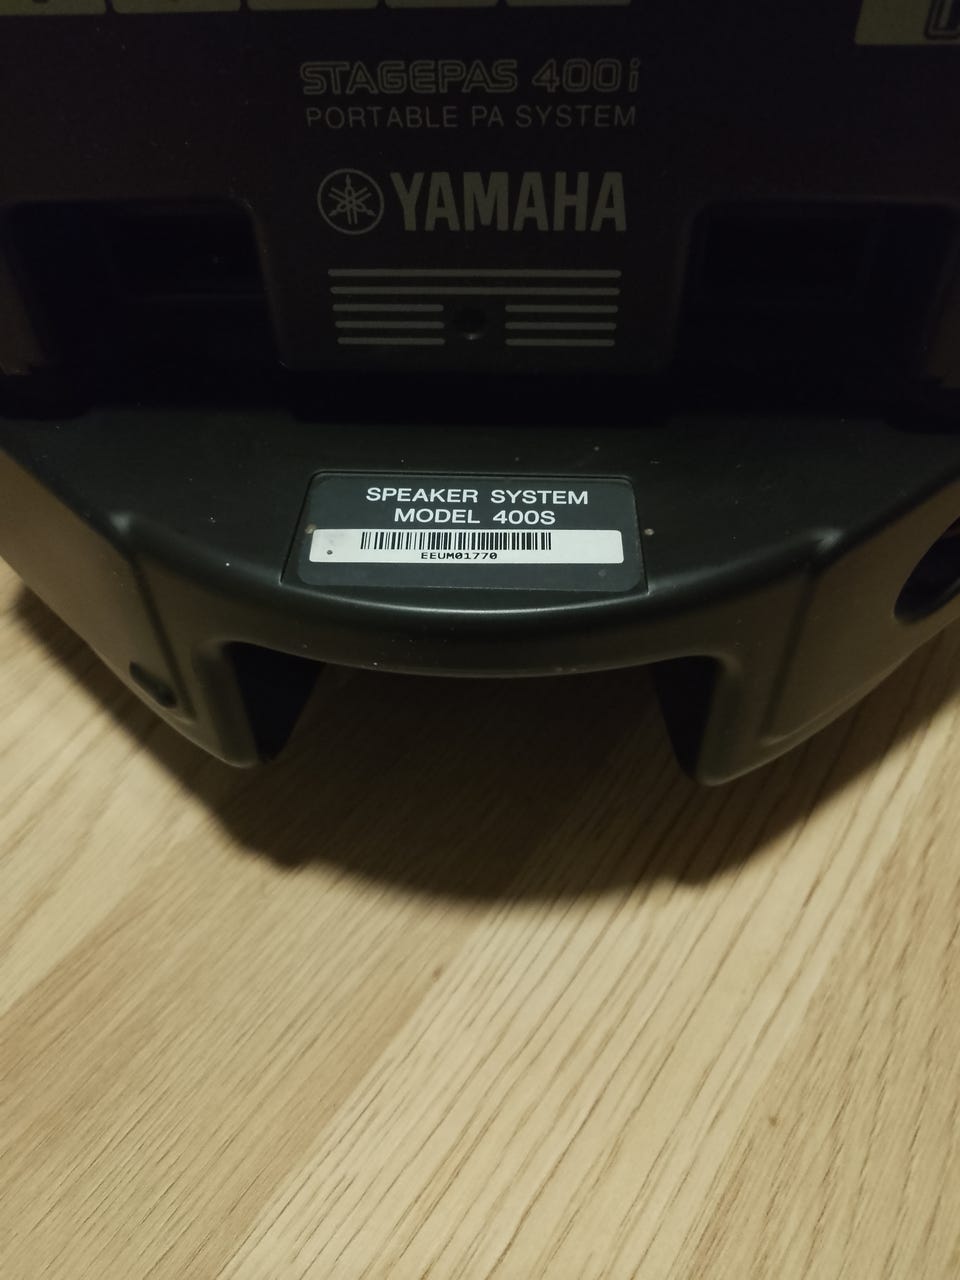 STAGEPAS 400i
PORTABLE PA SYSTEM
YAMAHA
SPEAKER SYSTEM
MODEL 400S
EEUM01770